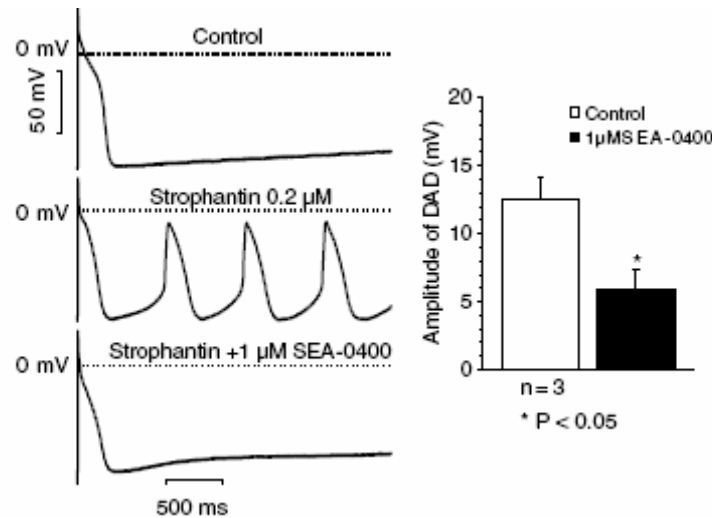 Control
0 mV
50 mV
Strophantin 0.2 µM
0 mV
Strophantin +1 µM SEA-0400
0 mV
500 ms
Amplitude of DAD (mV)
20
15
10
5
0
Control
1µMSEA-0400
*
n = 3
* P < 0.05